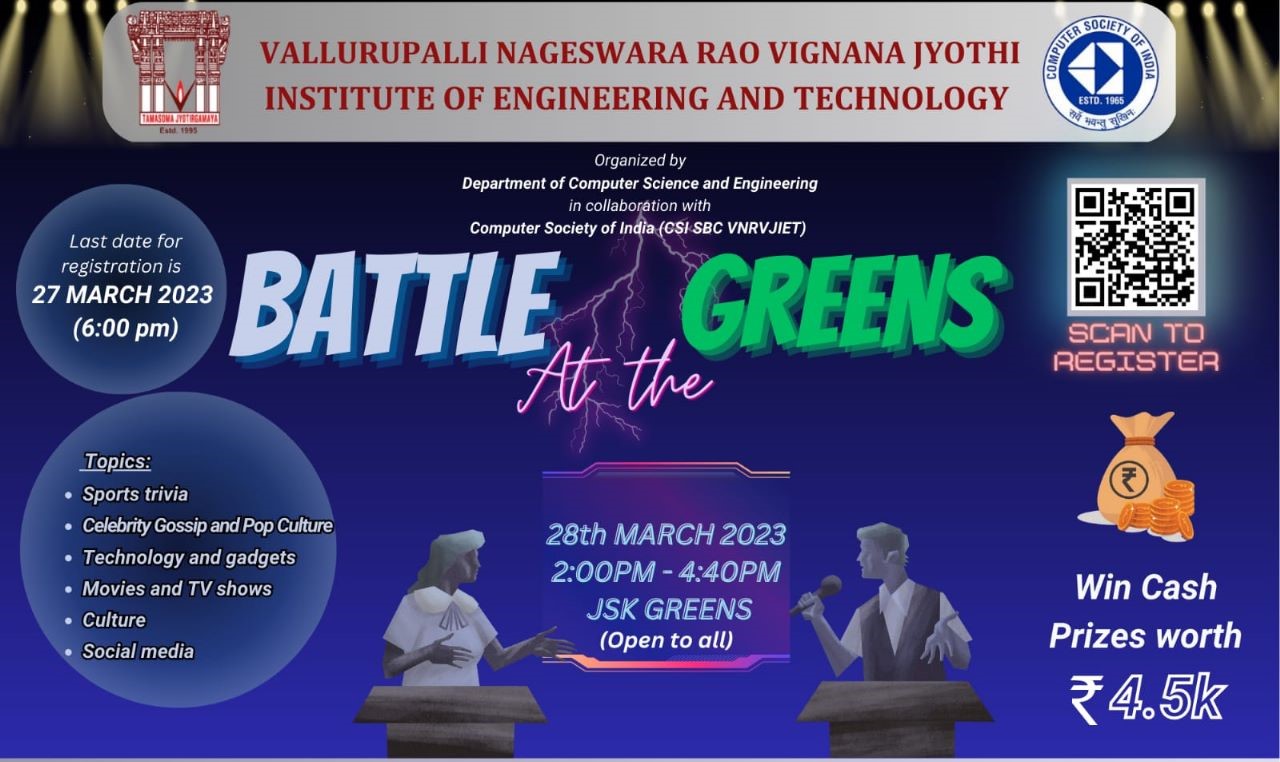 VALLURUPALLI NAGESWARA RAO VIGNANA JYOTHI
INSTITUTE OF ENGINEERING AND TECHNOLOGY
TAMASOMA JYOTIRGAMAYA
Estd. 1995
COMPUTER SOCIETY OF INDIA
ESTD. 1965
सर्वे भवन्तु सुखिनः
Organized by
Department of Computer Science and Engineering
in collaboration with
Computer Society of India (CSI SBC VNRVJIET)
Last date for
registration is
27 MARCH 2023
(6:00 pm)
BATTLE
At the
GREENS
SCAN TO
REGISTER
Topics:
• Sports trivia
• Celebrity Gossip and Pop Culture
• Technology and gadgets
• Movies and TV shows
• Culture
• Social media
28th MARCH 2023
2:00PM - 4:40PM
JSK GREENS
(Open to all)
₹
Win Cash
Prizes worth
₹ 4.5k